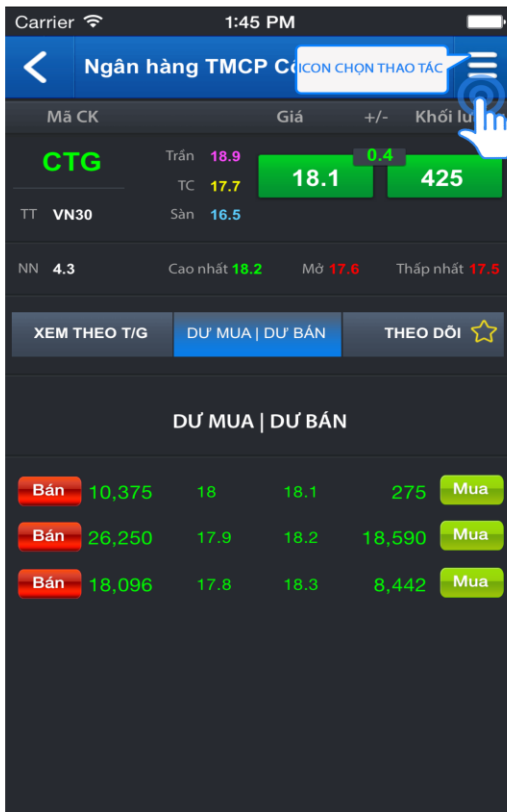 Carrier 1:45 PM
Ngân hàng TMCP Cô
ICON CHỌN THAO TÁC
Mã CK Giá +/- Khối lư
CTG Trần 18.9 18.1 0.4 425
TC 17.7
TT VN30 Sàn 16.5
NN 4.3 Cao nhất 18.2 Mở 17.6 Thấp nhất 17.5
XEM THEO T/G DƯ MUA | DƯ BÁN THEO DÕI
DƯ MUA | DƯ BÁN
Bán 10,375 18 18.1 275 Mua
Bán 26,250 17.9 18.2 18,590 Mua
Bán 18,096 17.8 18.3 8,442 Mua